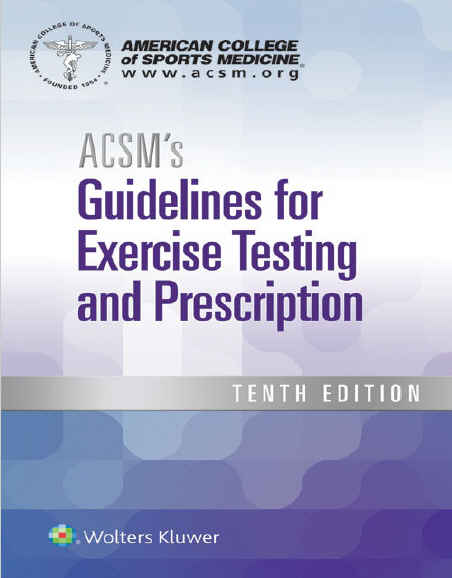 AMERICAN COLLEGE OF SPORTS MEDICINE
FOUNDED 1954
AMERICAN COLLEGE
of SPORTS MEDICINE®
www.acsm.org
ACSM's
Guidelines for
Exercise Testing
and Prescription
TENTH EDITION
Wolters Kluwer